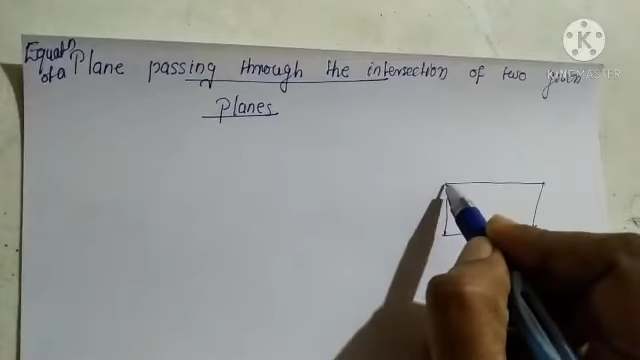 Equatn of a Plane passing through the intersection of two given
Planes
KINEMASTER